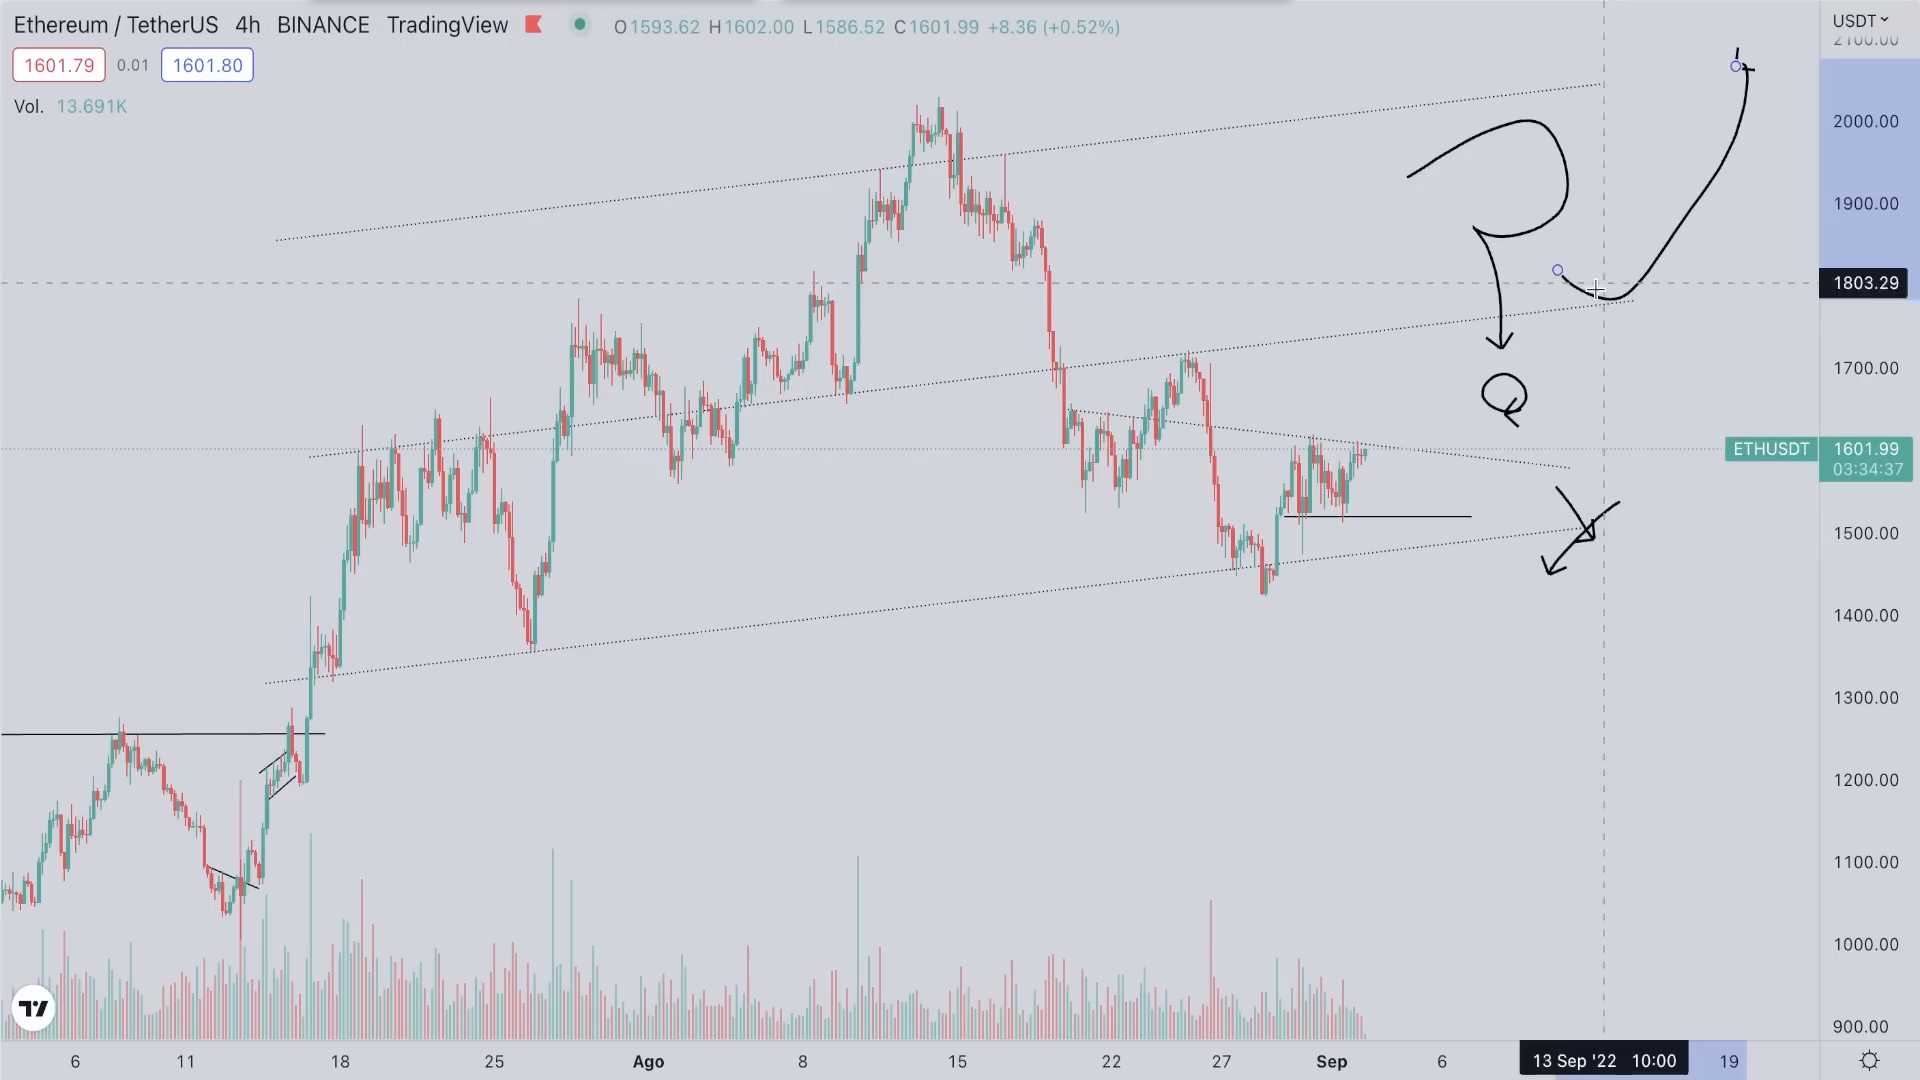 Ethereum / TetherUS 4h BINANCE TradingView O1593.62 H1602.00 L1586.52 C1601.99 +8.36 (+0.52%)
USDT
2100.00
1601.79 0.01 1601.80
Vol. 13.691K
2000.00
1900.00
1803.29
1700.00
ETHUSDT 1601.99
03:34:37
1500.00
1400.00
1300.00
1200.00
1100.00
1000.00
900.00
6 11 18 25 Ago 8 15 22 27 Sep 6 13 Sep '22 10:00 19